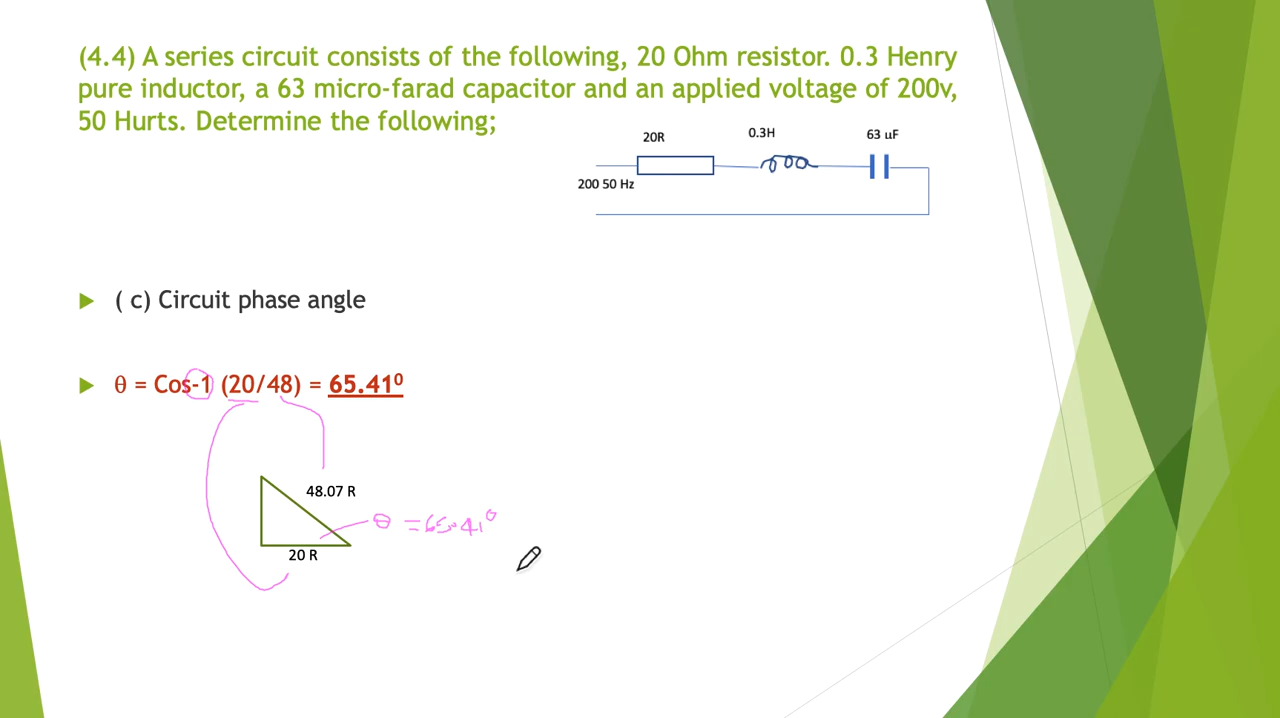 (4.4) A series circuit consists of the following, 20 Ohm resistor. 0.3 Henry
pure inductor, a 63 micro-farad capacitor and an applied voltage of 200v,
50 Hurts. Determine the following;
20R
0.3H
63 uF
200 50 Hz
( c) Circuit phase angle
θ = Cos-1 (20/48) = 65.41⁰
48.07 R
θ = 65.41⁰
20 R